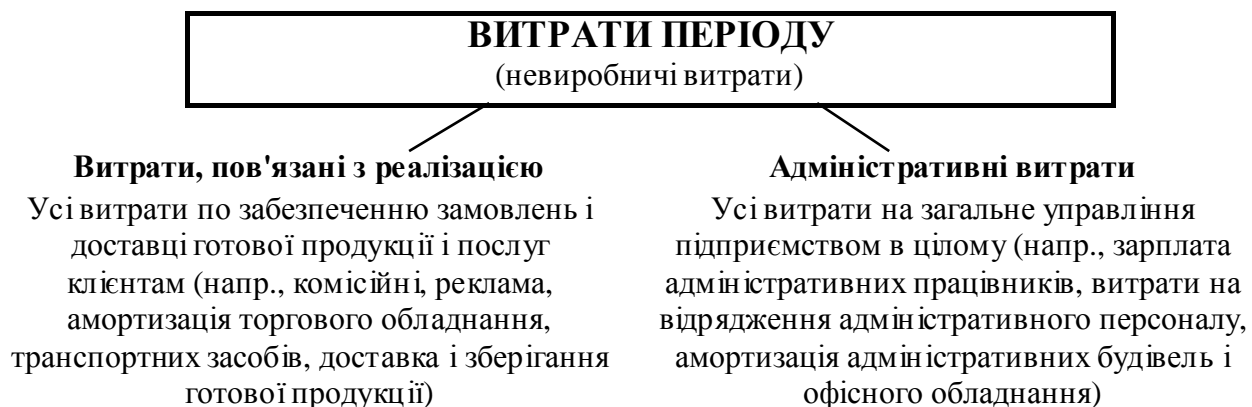 ВИТРАТИ ПЕРІОДУ
(невиробничі витрати)
Витрати, пов'язані з реалізацією
Усі витрати по забезпеченню замовлень і
доставці готової продукції і послуг
клієнтам (напр., комісійні, реклама,
амортизація торгового обладнання,
транспортних засобів, доставка і зберігання
готової продукції)
Адміністративні витрати
Усі витрати на загальне управління
підприємством в цілому (напр., зарплата
адміністративних працівників, витрати на
відрядження адміністративного персоналу,
амортизація адміністративних будівель і
офісного обладнання)